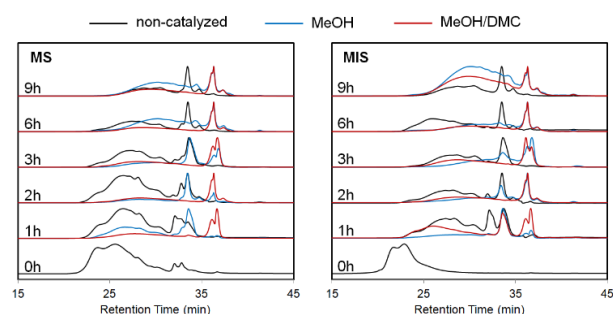 non-catalyzed MeOH MeOH/DMC
MS
9h
6h
3h
2h
1h
0h
15 25 35 45
Retention Time (min)
MIS
9h
6h
3h
2h
1h
0h
15 25 35 45
Retention Time (min)